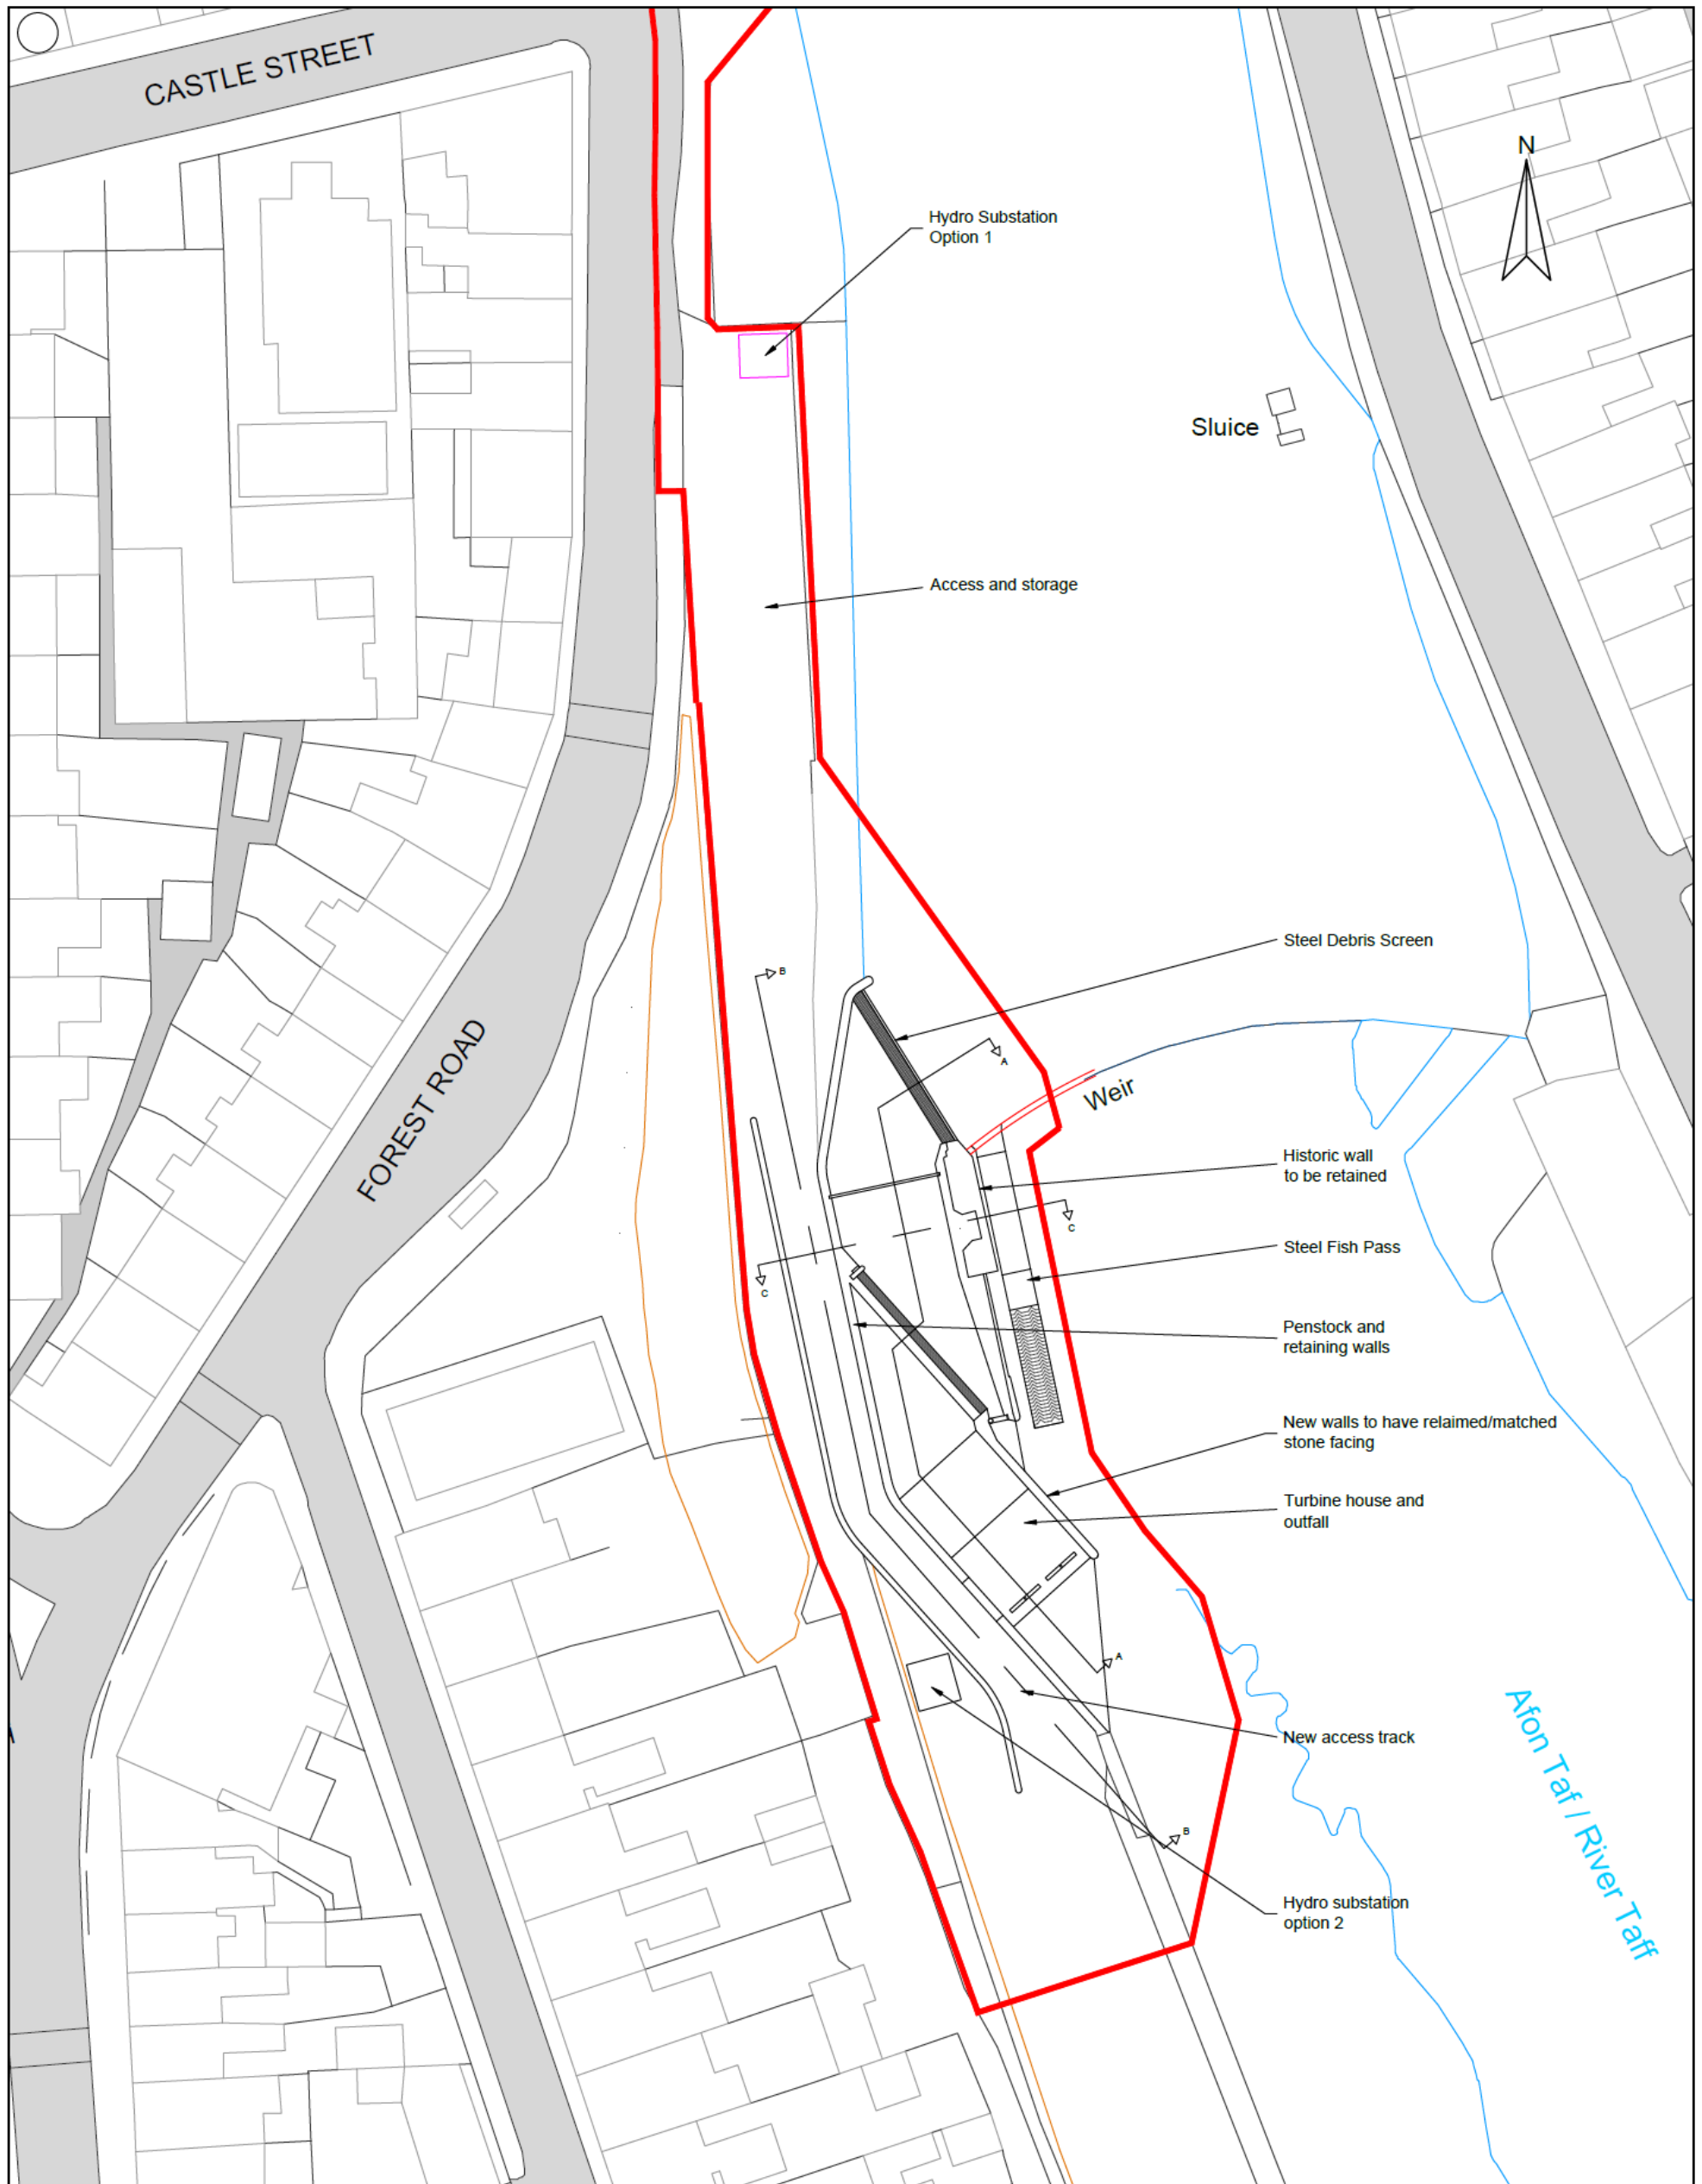 CASTLE STREET
N
Hydro Substation
Option 1
Sluice
Access and storage
Steel Debris Screen
B
A
Weir
FOREST ROAD
Historic wall
to be retained
C
Steel Fish Pass
C
Penstock and
retaining walls
New walls to have relaimed/matched
stone facing
Turbine house and
outfall
A
New access track
Afon Taf / River Taff
B
Hydro substation
option 2